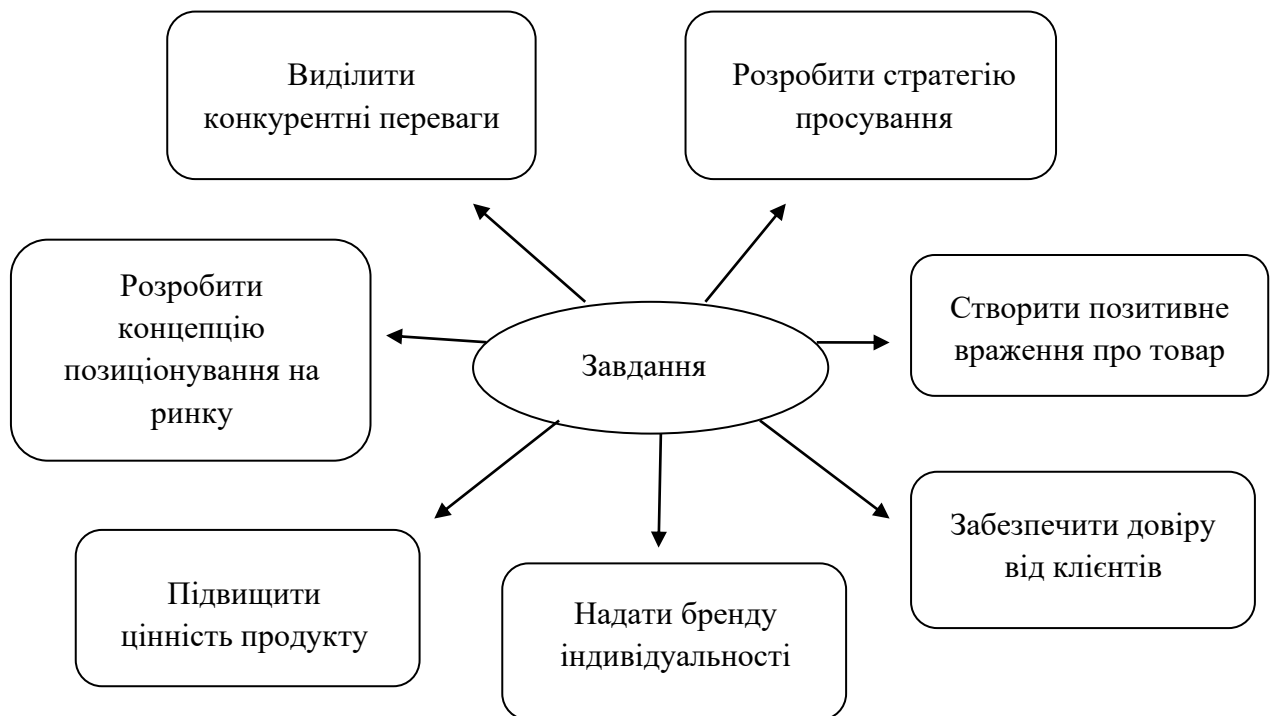 Виділити
конкурентні переваги
Розробити стратегію
просування
Розробити
концепцію
позиціонування на
ринку
Завдання
Створити позитивне
враження про товар
Забезпечити довіру
від клієнтів
Підвищити
цінність продукту
Надати бренду
індивідуальності